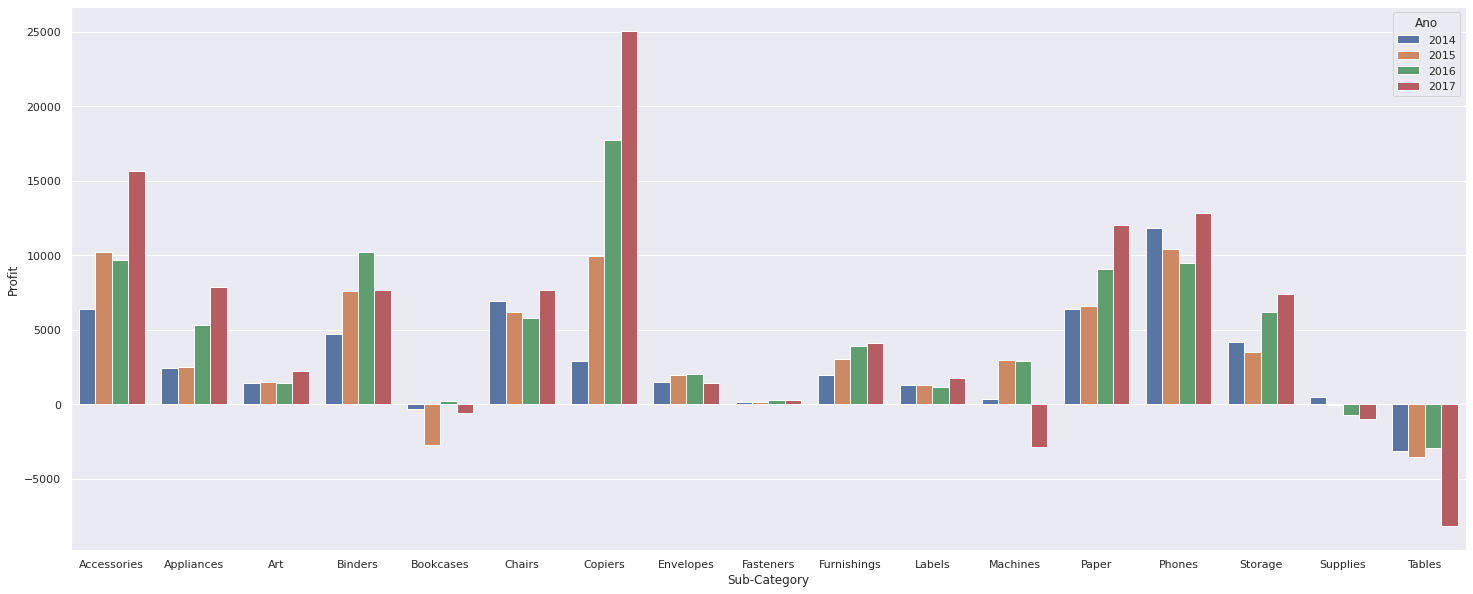 Ano
2014
2015
2016
2017
25000
20000
15000
10000
5000
0
−5000
Profit
Accessories Appliances Art Binders Bookcases Chairs Copiers Envelopes Fasteners Furnishings Labels Machines Paper Phones Storage Supplies Tables
Sub-Category